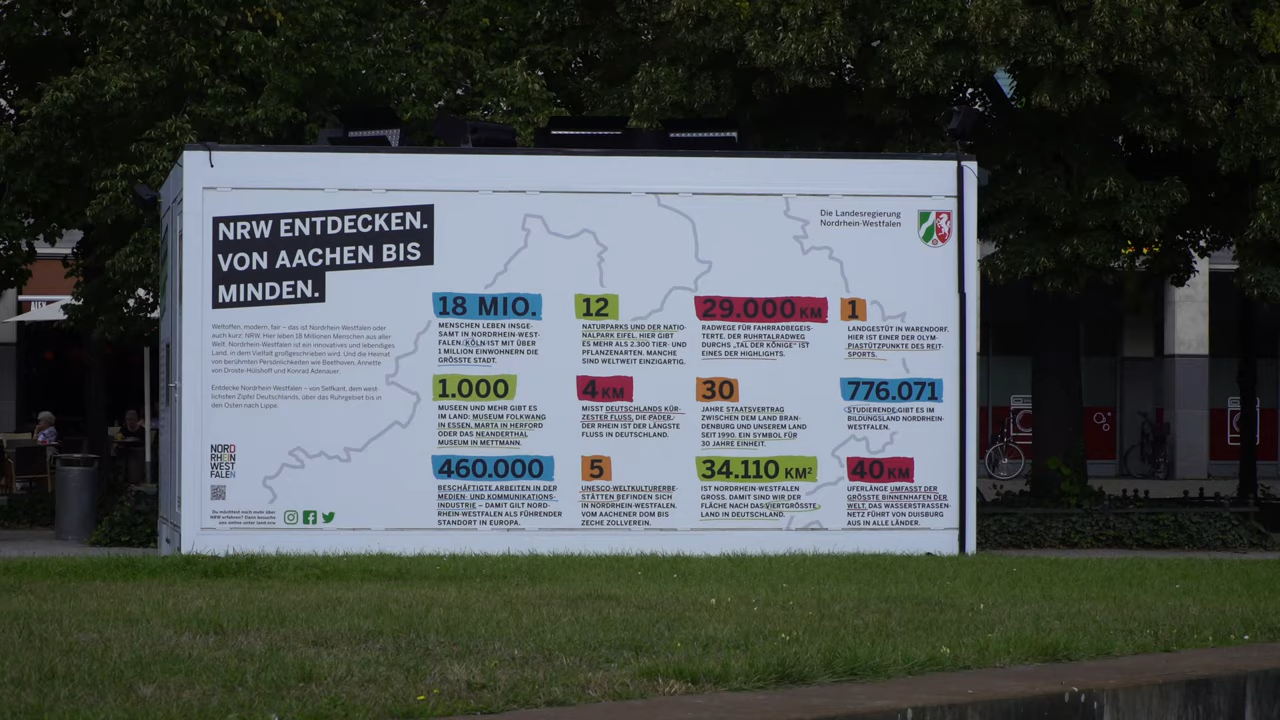 NRW ENTDECKEN.
VON AACHEN BIS
MINDEN.
Weltoffen, modern, fair – das ist Nordrhein-Westfalen oder
auch kurz: NRW. Hier leben 18 Millionen Menschen aus aller
Welt. Nordrhein-Westfalen ist ein innovatives und lebendiges
Land, in dem Vielfalt großgeschrieben wird. Und die Heimat
von berühmten Persönlichkeiten wie Beethoven, Annette
von Droste-Hülshoff und Konrad Adenauer.
Entdecke Nordrhein-Westfalen – von Selfkant, dem west-
lichsten Zipfel Deutschlands, über das Ruhrgebiet bis in
den Osten nach Lippe.
NORD
RHEIN
WEST
FALEN
Du möchtest noch mehr über
NRW erfahren? Dann besuche
uns online unter land.nrw
Die Landesregierung
Nordrhein-Westfalen
18 MIO.
MENSCHEN LEBEN INSGE-
SAMT IN NORDRHEIN-WEST-
FALEN. KÖLN IST MIT ÜBER
1 MILLION EINWOHNERN DIE
GRÖSSTE STADT.
12
NATURPARKS UND DER NATIO-
NALPARK EIFEL. HIER GIBT
ES MEHR ALS 2.300 TIER- UND
PFLANZENARTEN. MANCHE
SIND WELTWEIT EINZIGARTIG.
29.000 KM
RADWEGE FÜR FAHRRADBEGEIS-
TERTE. DER RUHRTALRADWEG
DURCHS „TAL DER KÖNIGE“ IST
EINES DER HIGHLIGHTS.
1
LANDGESTÜT IN WARENDORF.
HIER IST EINER DER OLYM-
PIASTÜTZPUNKTE DES REIT-
SPORTS.
1.000
MUSEEN UND MEHR GIBT ES
IM LAND: MUSEUM FOLKWANG
IN ESSEN, MARTA IN HERFORD
ODER DAS NEANDERTHAL
MUSEUM IN METTMANN.
4 KM
MISST DEUTSCHLANDS KÜR-
ZESTER FLUSS, DIE PADER.
DER RHEIN IST DER LÄNGSTE
FLUSS IN DEUTSCHLAND.
30
JAHRE STAATSVERTRAG
ZWISCHEN DEM LAND BRAN-
DENBURG UND UNSEREM LAND
SEIT 1990. EIN SYMBOL FÜR
30 JAHRE EINHEIT.
776.071
STUDIERENDE GIBT ES IM
BILDUNGSLAND NORDRHEIN-
WESTFALEN.
460.000
BESCHÄFTIGTE ARBEITEN IN DER
MEDIEN- UND KOMMUNIKATIONS-
INDUSTRIE – DAMIT GILT NORD-
RHEIN-WESTFALEN ALS FÜHRENDER
STANDORT IN EUROPA.
5
UNESCO-WELTKULTURERBE-
STÄTTEN BEFINDEN SICH
IN NORDRHEIN-WESTFALEN.
VOM AACHENER DOM BIS
ZECHE ZOLLVEREIN.
34.110 KM²
IST NORDRHEIN-WESTFALEN
GROSS. DAMIT SIND WIR DER
FLÄCHE NACH DAS VIERTGRÖSSTE
LAND IN DEUTSCHLAND.
40 KM
UFERLÄNGE UMFASST DER
GRÖSSTE BINNENHAFEN DER
WELT. DAS WASSERSTRASSEN-
NETZ FÜHRT VON DUISBURG
AUS IN ALLE LÄNDER.